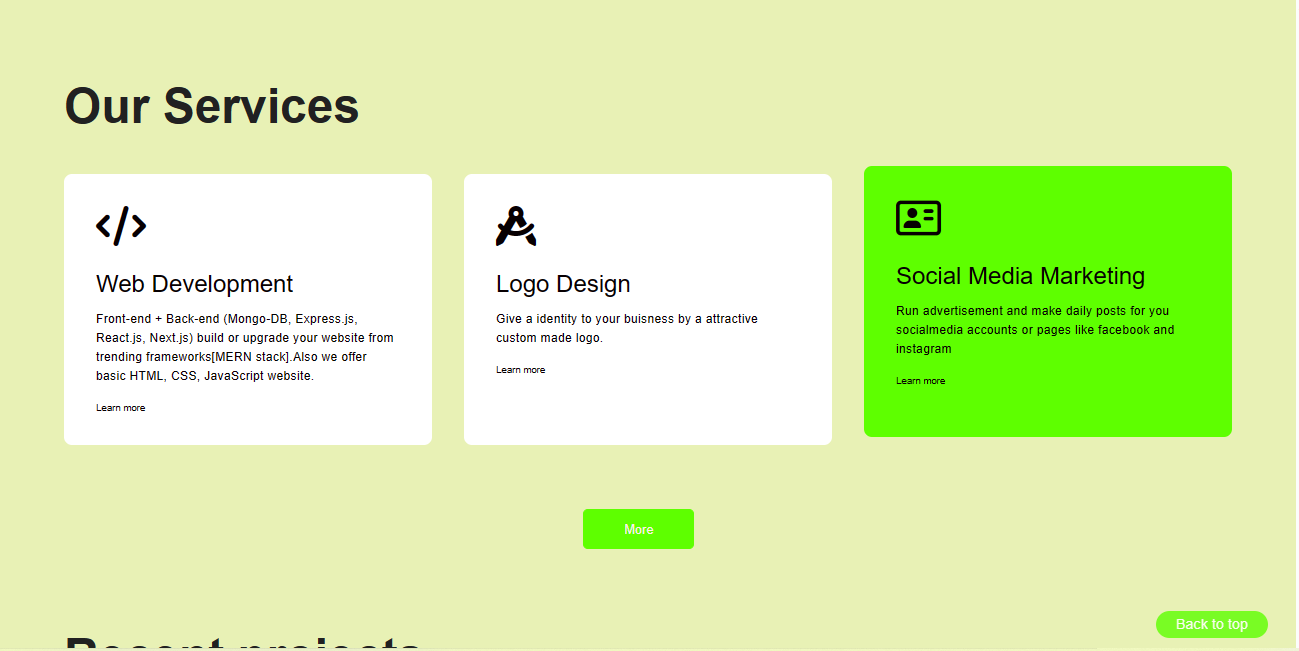 Our Services
Web Development
Front-end + Back-end (Mongo-DB, Express.js,
React.js, Next.js) build or upgrade your website from
trending frameworks[MERN stack].Also we offer
basic HTML, CSS, JavaScript website.
Learn more
Logo Design
Give a identity to your buisness by a attractive
custom made logo.
Learn more
Social Media Marketing
Run advertisement and make daily posts for you
socialmedia accounts or pages like facebook and
instagram
Learn more
More
Back to top
Recent projects